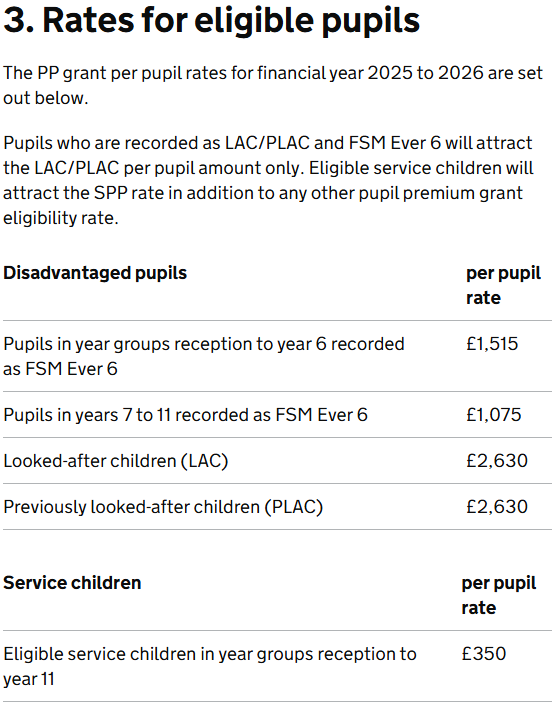 3. Rates for eligible pupils
The PP grant per pupil rates for financial year 2025 to 2026 are set
out below.
Pupils who are recorded as LAC/PLAC and FSM Ever 6 will attract
the LAC/PLAC per pupil amount only. Eligible service children will
attract the SPP rate in addition to any other pupil premium grant
eligibility rate.
Disadvantaged pupils per pupil
rate
Pupils in year groups reception to year 6 recorded £1,515
as FSM Ever 6
Pupils in years 7 to 11 recorded as FSM Ever 6 £1,075
Looked-after children (LAC) £2,630
Previously looked-after children (PLAC) £2,630
Service children per pupil
rate
Eligible service children in year groups reception to £350
year 11